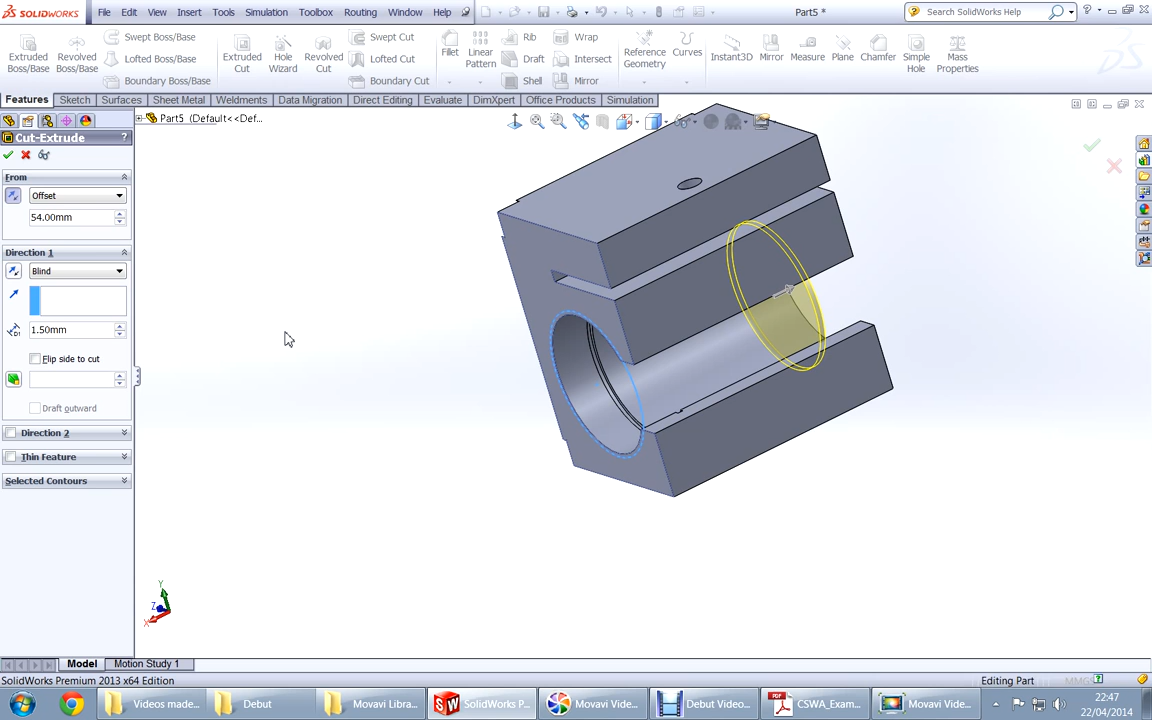 SOLIDWORKS File Edit View Insert Tools Simulation Toolbox Routing Window Help Part5 * Search SolidWorks Help
Extruded Boss/Base Revolved Boss/Base Swept Boss/Base Lofted Boss/Base Boundary Boss/Base Extruded Cut Hole Wizard Revolved Cut Swept Cut Lofted Cut Boundary Cut Fillet Linear Pattern Rib Draft Shell Wrap Intersect Mirror Reference Geometry Curves Instant3D Mirror Measure Plane Chamfer Simple Hole Mass Properties
Features Sketch Surfaces Sheet Metal Weldments Data Migration Direct Editing Evaluate DimXpert Office Products Simulation
Part5 (Default<<Def...
Cut-Extrude ?
From
Offset
54.00mm
Direction 1
Blind
1.50mm
Flip side to cut
Draft outward
Direction 2
Thin Feature
Selected Contours
Y
Z
X
Model Motion Study 1
SolidWorks Premium 2013 x64 Edition Editing Part MMGS
Videos made... Debut Movavi Libra... SolidWorks P... Movavi Vide... Debut Video... CSWA_Exam... Movavi Vide... 22:47
22/04/2014